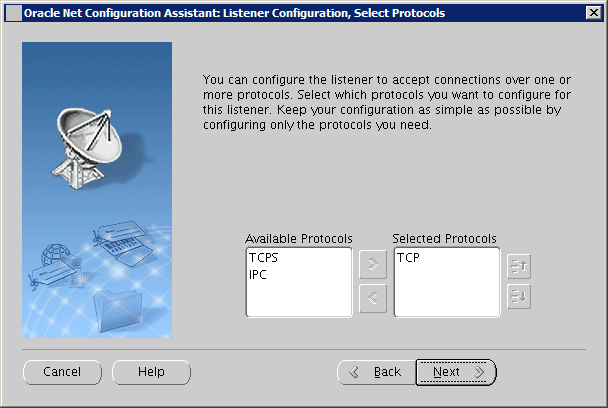 Oracle Net Configuration Assistant: Listener Configuration, Select Protocols
You can configure the listener to accept connections over one or
more protocols. Select which protocols you want to configure for
this listener. Keep your configuration as simple as possible by
configuring only the protocols you need.
Available Protocols
Selected Protocols
TCPS
IPC
TCP
Cancel
Help
Back
Next